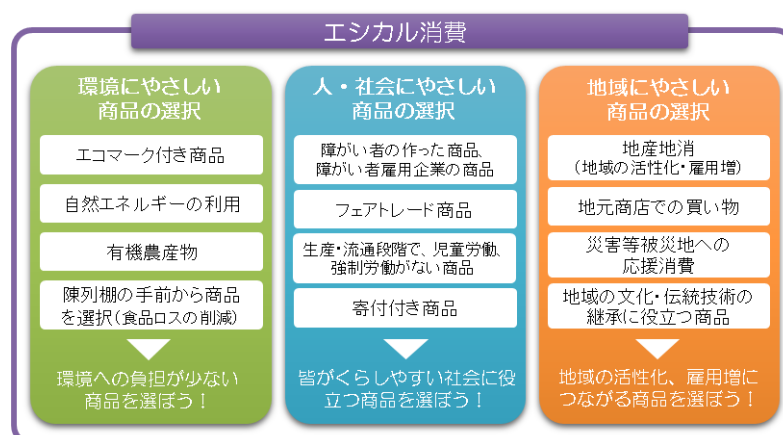 エシカル消費
環境にやさしい
商品の選択
エコマーク付き商品
自然エネルギーの利用
有機農産物
陳列棚の手前から商品
を選択(食品ロスの削減)
環境への負担が少ない
商品を選ぼう!
人・社会にやさしい
商品の選択
障がい者の作った商品、
障がい者雇用企業の商品
フェアトレード商品
生産・流通段階で、児童労働、
強制労働がない商品
寄付付き商品
皆がくらしやすい社会に役
立つ商品を選ぼう!
地域にやさしい
商品の選択
地産地消
(地域の活性化・雇用増)
地元商店での買い物
災害等被災地への
応援消費
地域の文化・伝統技術の
継承に役立つ商品
地域の活性化、雇用増に
つながる商品を選ぼう!